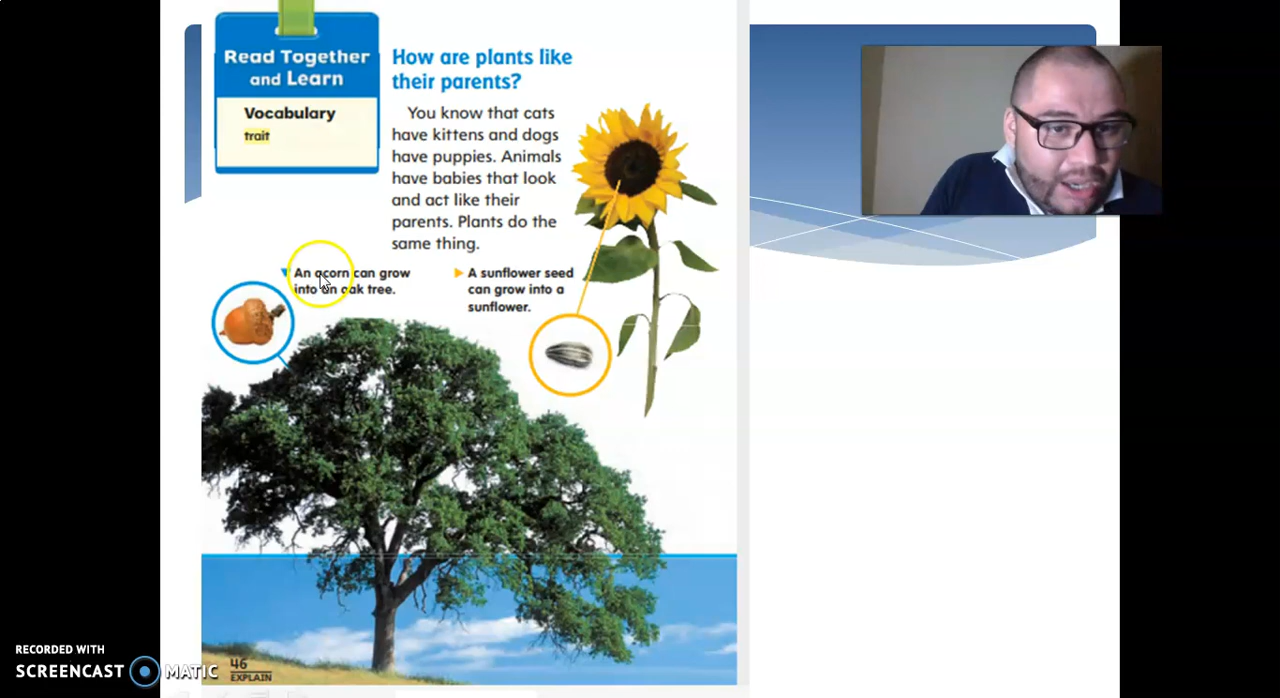 Read Together
and Learn
Vocabulary
trait
How are plants like
their parents?
You know that cats
have kittens and dogs
have puppies. Animals
have babies that look
and act like their
parents. Plants do the
same thing.
An acorn can grow
into an oak tree.
A sunflower seed
can grow into a
sunflower.
46
EXPLAIN
RECORDED WITH
SCREENCAST MATIC